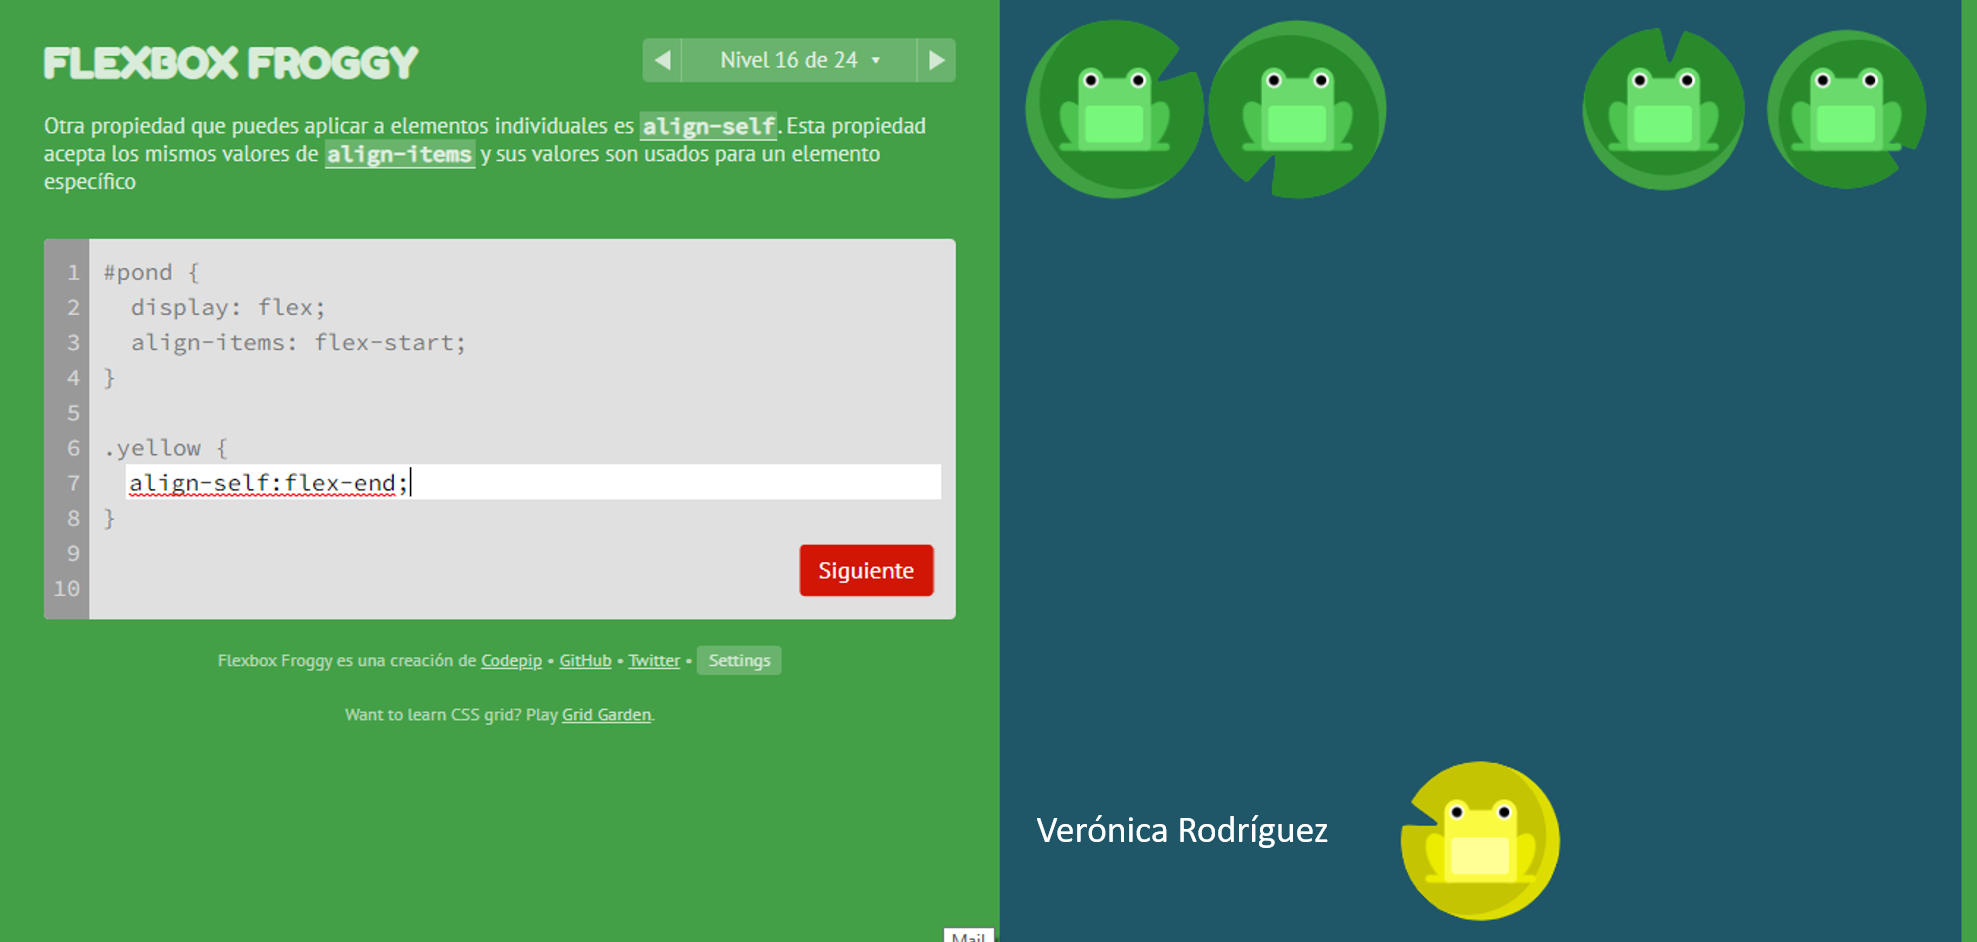 FLEXBOX FROGGY
Nivel 16 de 24
Otra propiedad que puedes aplicar a elementos individuales es align-self. Esta propiedad
acepta los mismos valores de align-items y sus valores son usados para un elemento
específico
1 #pond {
2 display: flex;
3 align-items: flex-start;
4 }
5
6 .yellow {
7 align-self:flex-end;
8 }
9
10
Siguiente
Flexbox Froggy es una creación de Codepip • GitHub • Twitter • Settings
Want to learn CSS grid? Play Grid Garden.
Verónica Rodríguez
Mail